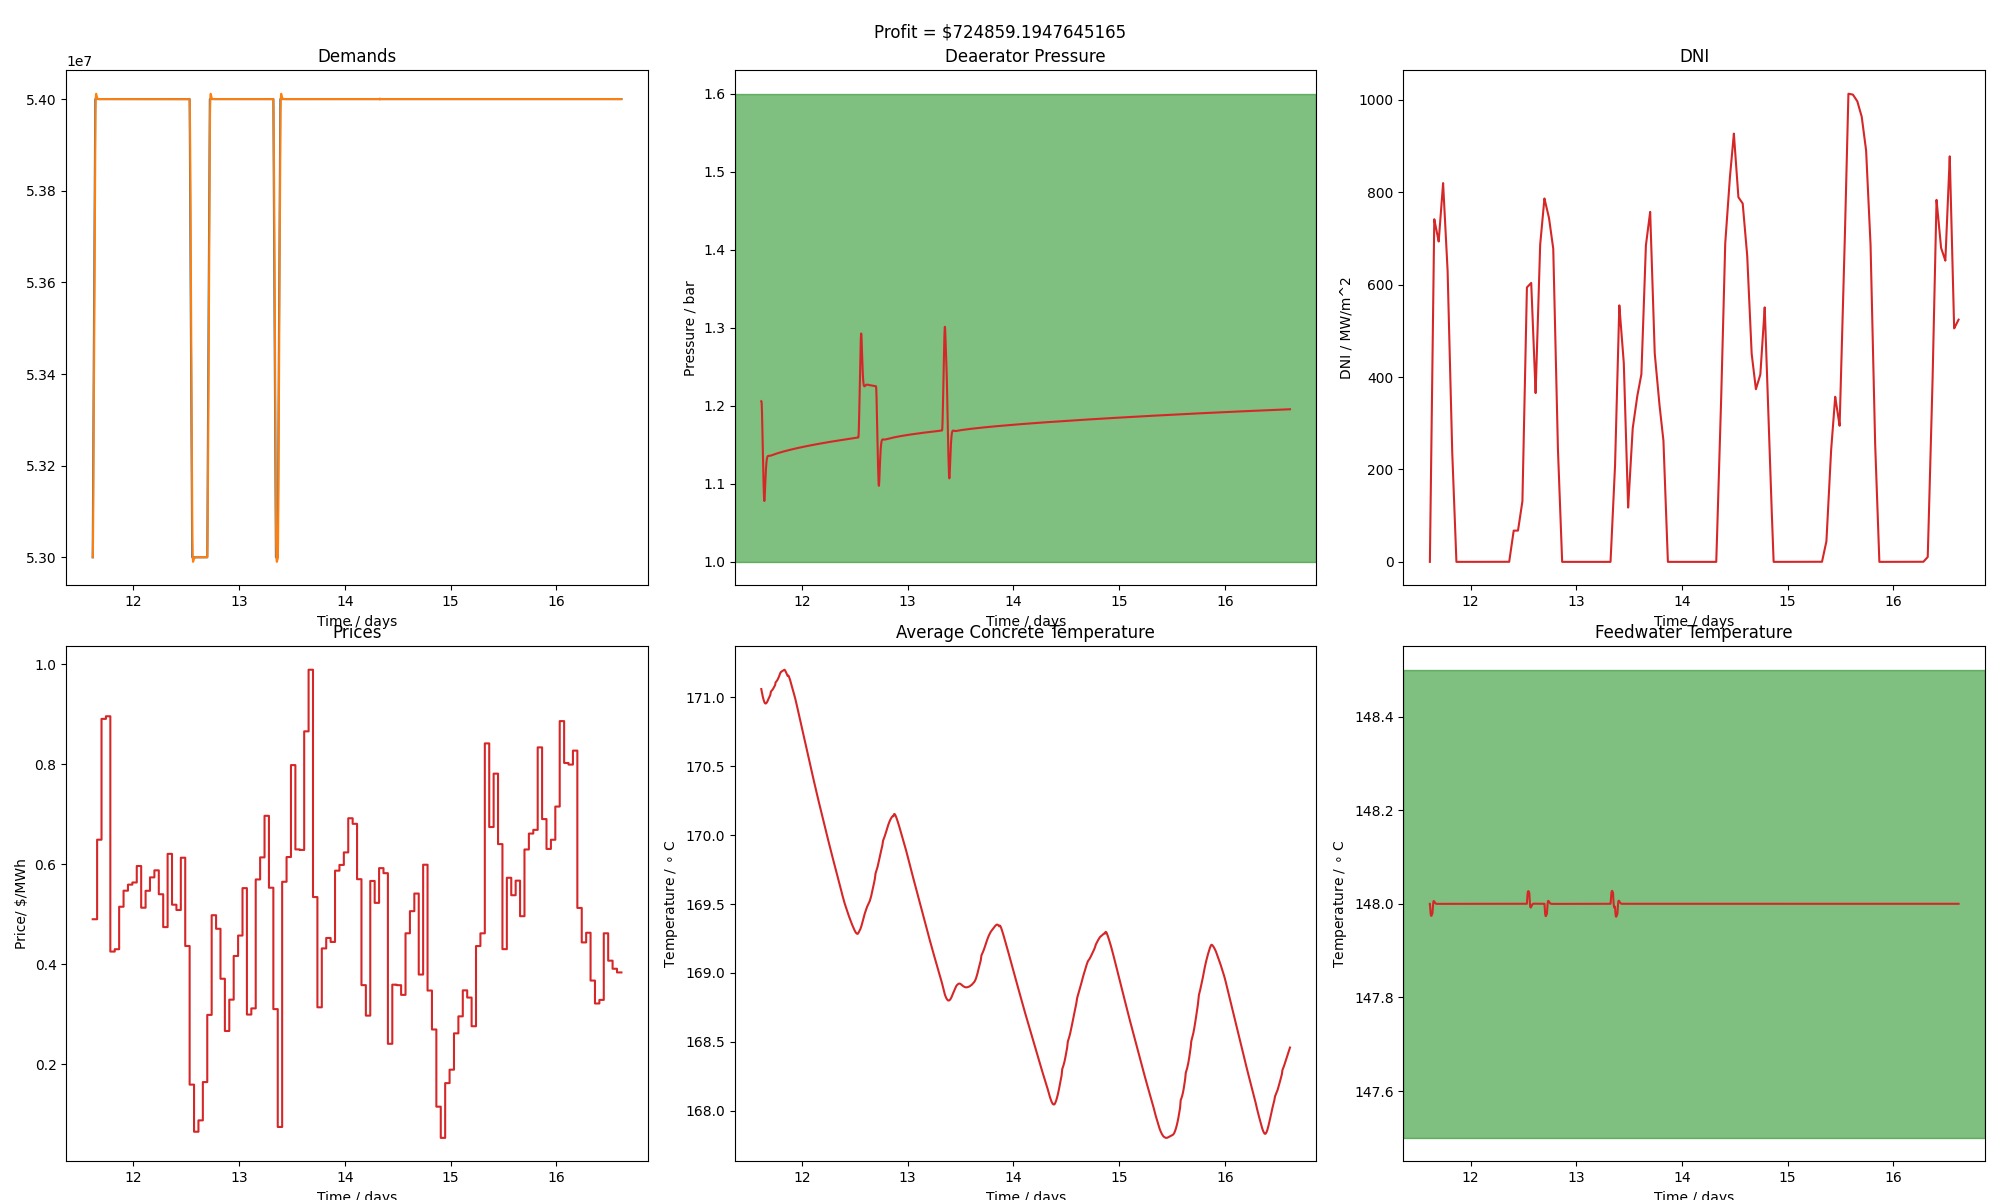 Profit = $724859.1947645165
Demands
1e7
5.40
5.38
5.36
5.34
5.32
5.30
12 13 14 15 16
Time / days
Deaerator Pressure
Pressure / bar
1.6
1.5
1.4
1.3
1.2
1.1
1.0
12 13 14 15 16
Time / days
DNI
DNI / MW/m^2
1000
800
600
400
200
0
12 13 14 15 16
Time / days
Prices
Price/ $/MWh
1.0
0.8
0.6
0.4
0.2
12 13 14 15 16
Time / days
Average Concrete Temperature
Temperature / ∘ C
171.0
170.5
170.0
169.5
169.0
168.5
168.0
12 13 14 15 16
Time / days
Feedwater Temperature
Temperature / ∘ C
148.4
148.2
148.0
147.8
147.6
12 13 14 15 16
Time / days